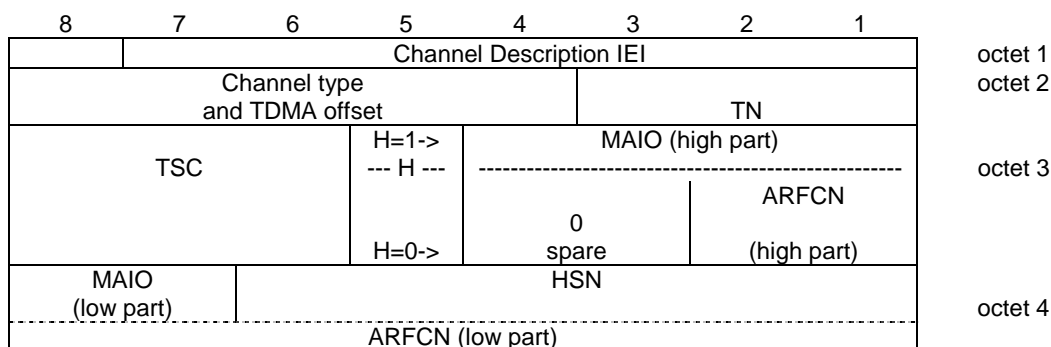 8 7 6 5 4 3 2 1
Channel Description IEI octet 1
Channel type octet 2
and TDMA offset TN
H=1-> MAIO (high part)
TSC --- H --- ---------------------------------------------------- octet 3
ARFCN
0
H=0-> spare (high part)
MAIO HSN
(low part) octet 4
ARFCN (low part)